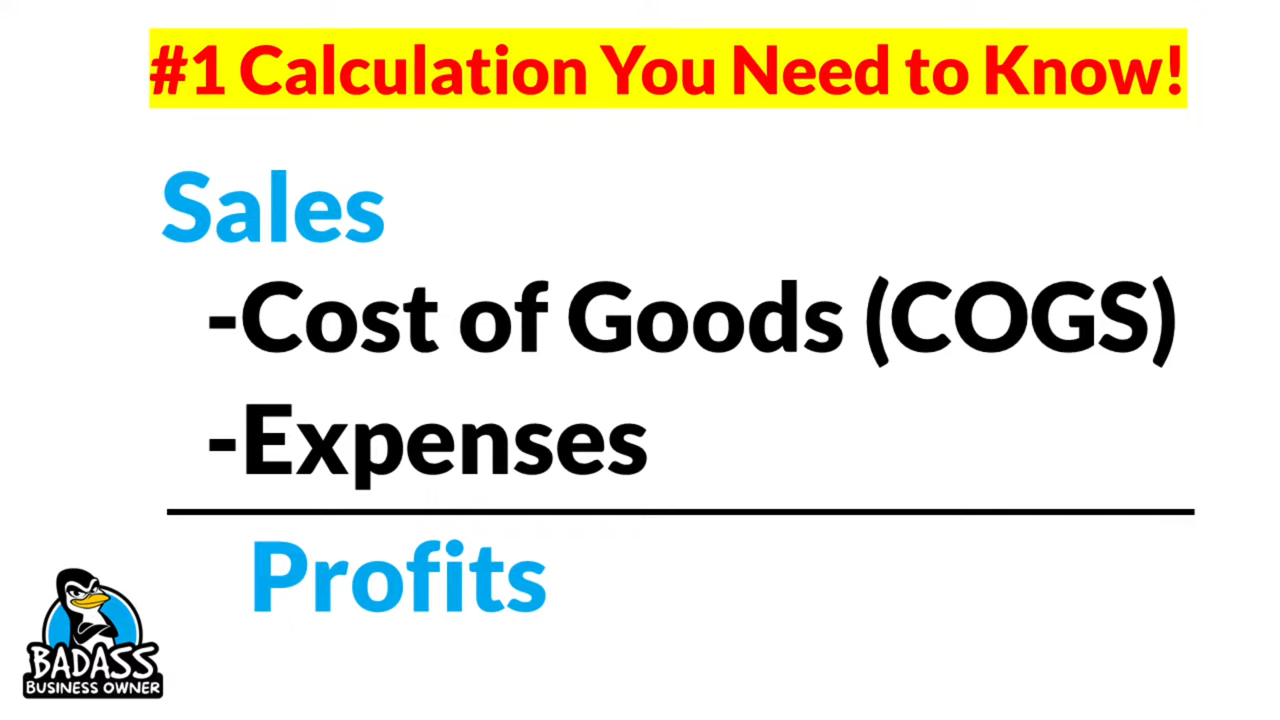 #1 Calculation You Need to Know!
Sales
-Cost of Goods (COGS)
-Expenses
Profits
BADASS
BUSINESS OWNER